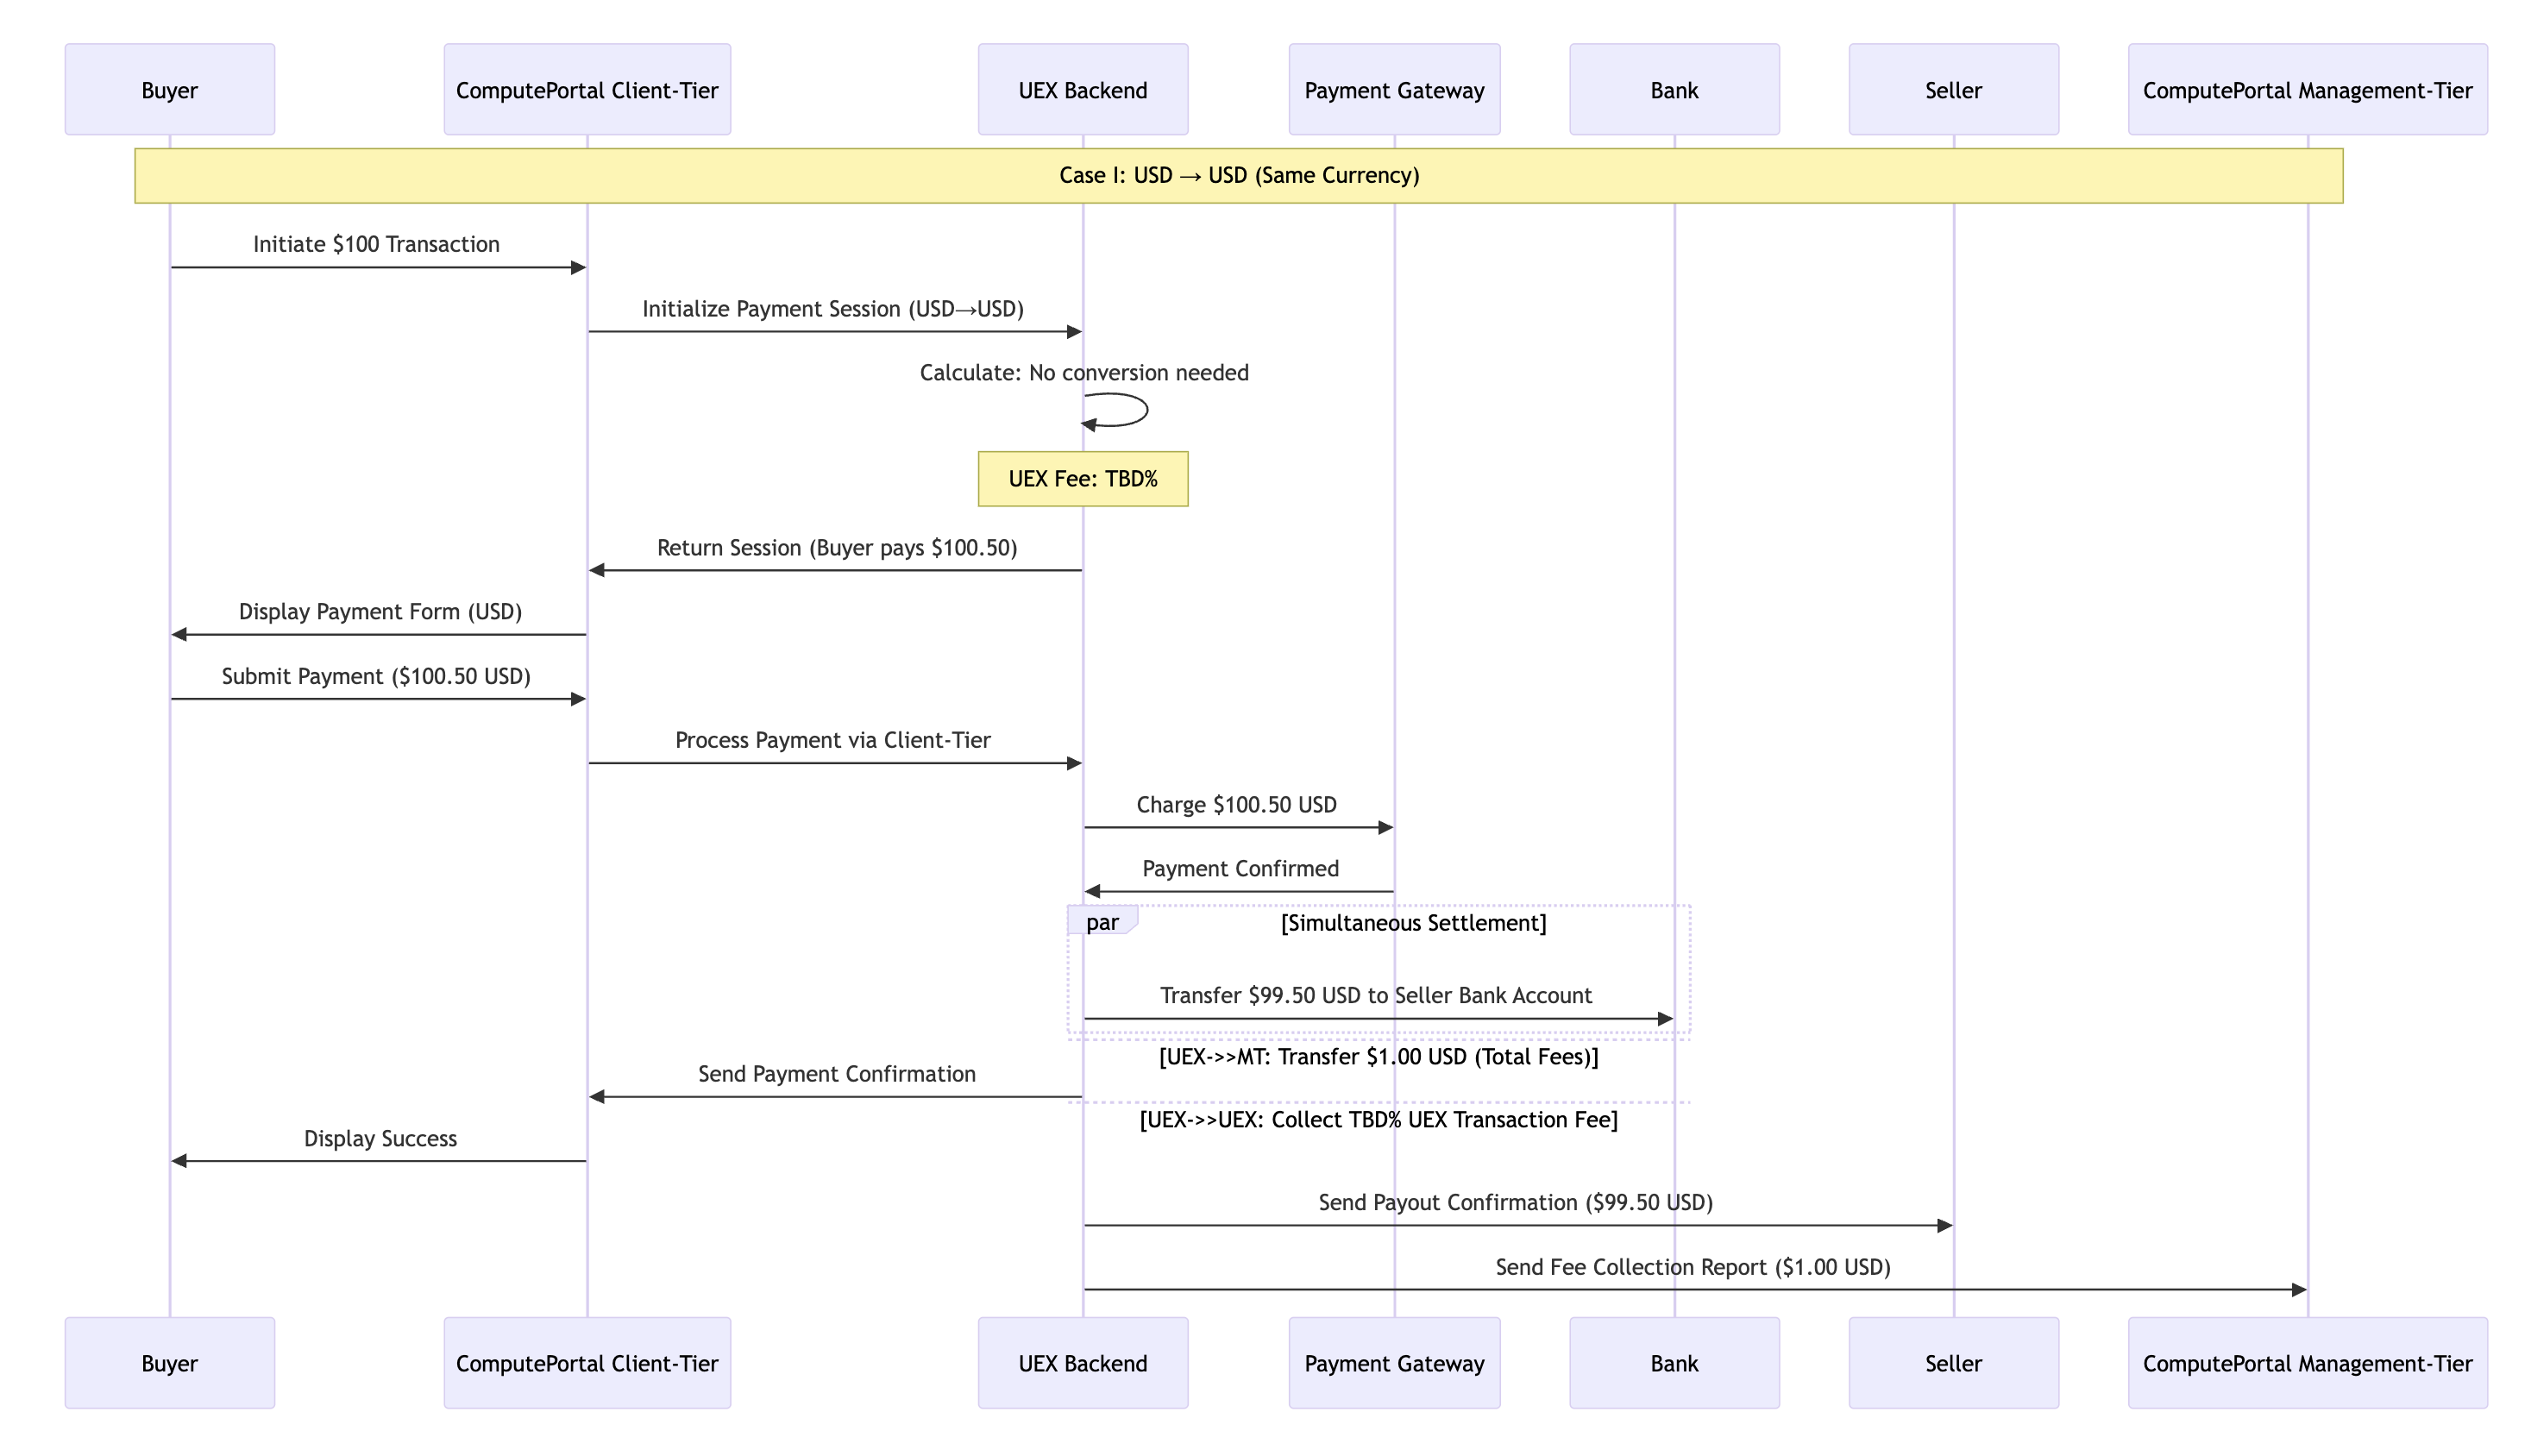 Buyer
ComputePortal Client-Tier
UEX Backend
Payment Gateway
Bank
Seller
ComputePortal Management-Tier
Case I: USD → USD (Same Currency)
Initiate $100 Transaction
Initialize Payment Session (USD→USD)
Calculate: No conversion needed
UEX Fee: TBD%
Return Session (Buyer pays $100.50)
Display Payment Form (USD)
Submit Payment ($100.50 USD)
Process Payment via Client-Tier
Charge $100.50 USD
Payment Confirmed
par
[Simultaneous Settlement]
Transfer $99.50 USD to Seller Bank Account
[UEX->>MT: Transfer $1.00 USD (Total Fees)]
Send Payment Confirmation
[UEX->>UEX: Collect TBD% UEX Transaction Fee]
Display Success
Send Payout Confirmation ($99.50 USD)
Send Fee Collection Report ($1.00 USD)
Buyer
ComputePortal Client-Tier
UEX Backend
Payment Gateway
Bank
Seller
ComputePortal Management-Tier